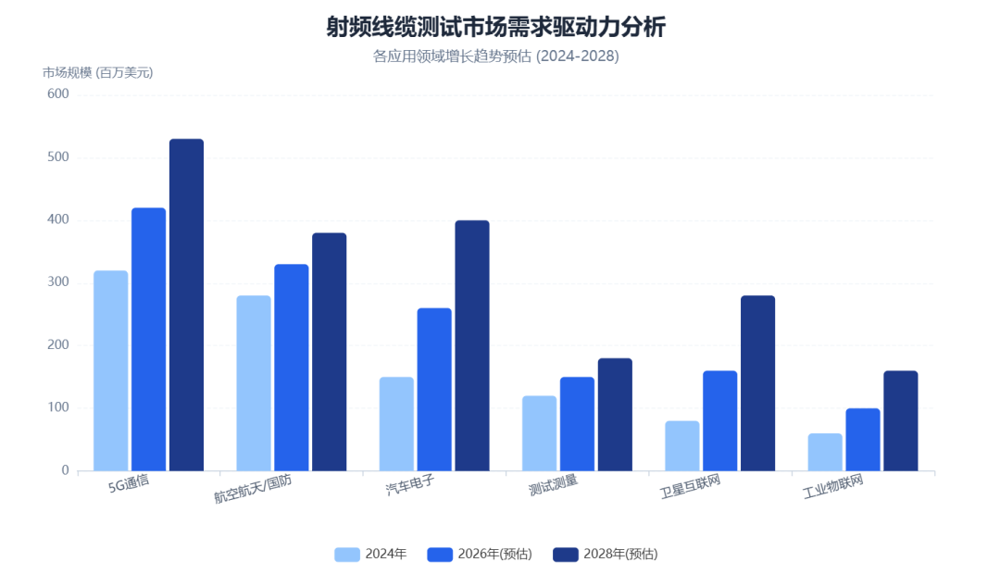 射频线缆测试市场需求驱动力分析
各应用领域增长趋势预估 (2024-2028)
市场规模 (百万美元)
600
500
400
300
200
100
0
5G通信
航空航天/国防
汽车电子
测试测量
卫星互联网
工业物联网
2024年
2026年(预估)
2028年(预估)